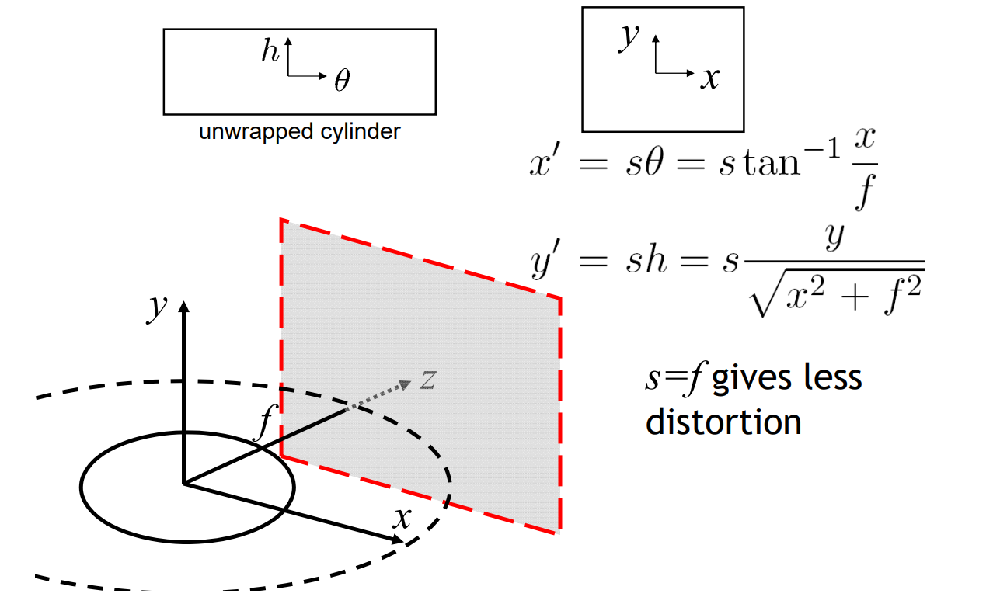 h
θ
unwrapped cylinder
y
x
x′ = sθ = s tan⁻¹ x/f
y′ = sh = s y/√(x² + f²)
y
z
f
x
s=f gives less
distortion